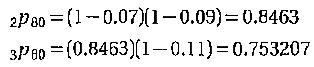 ₂p₈₀ = (1−0.07)(1−0.09) = 0.8463
₃p₈₀ = (0.8463)(1−0.11) = 0.753207